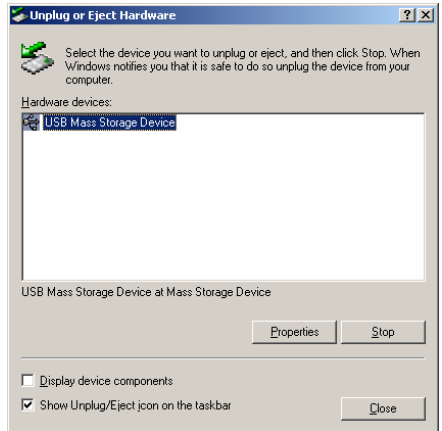 Unplug or Eject Hardware
Select the device you want to unplug or eject, and then click Stop. When
Windows notifies you that it is safe to do so unplug the device from your
computer.
Hardware devices:
USB Mass Storage Device
USB Mass Storage Device at Mass Storage Device
Properties
Stop
Display device components
Show Unplug/Eject icon on the taskbar
Close